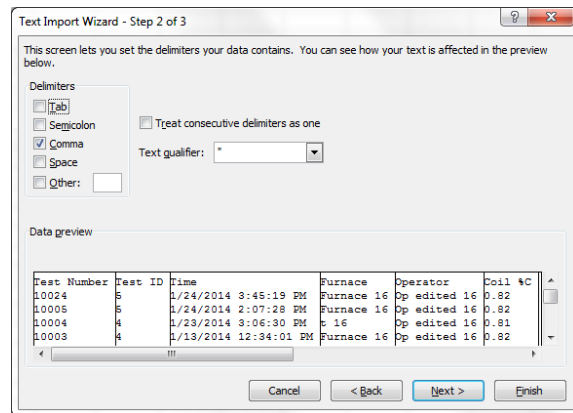 Text Import Wizard - Step 2 of 3
This screen lets you set the delimiters your data contains. You can see how your text is affected in the preview
below.
Delimiters
Tab
Semicolon
Comma
Space
Other:
Treat consecutive delimiters as one
Text qualifier: "
Data preview
Test Number Test ID Time Furnace Operator Coil %C
10024 5 1/24/2014 3:45:19 PM Furnace 16 Op edited 16 0.82
10005 5 1/24/2014 2:07:28 PM Furnace 16 Op edited 16 0.82
10004 4 1/23/2014 3:06:30 PM t 16 Op edited 16 0.81
10003 4 1/13/2014 12:34:01 PM Furnace 16 Op edited 16 0.82
Cancel < Back Next > Finish